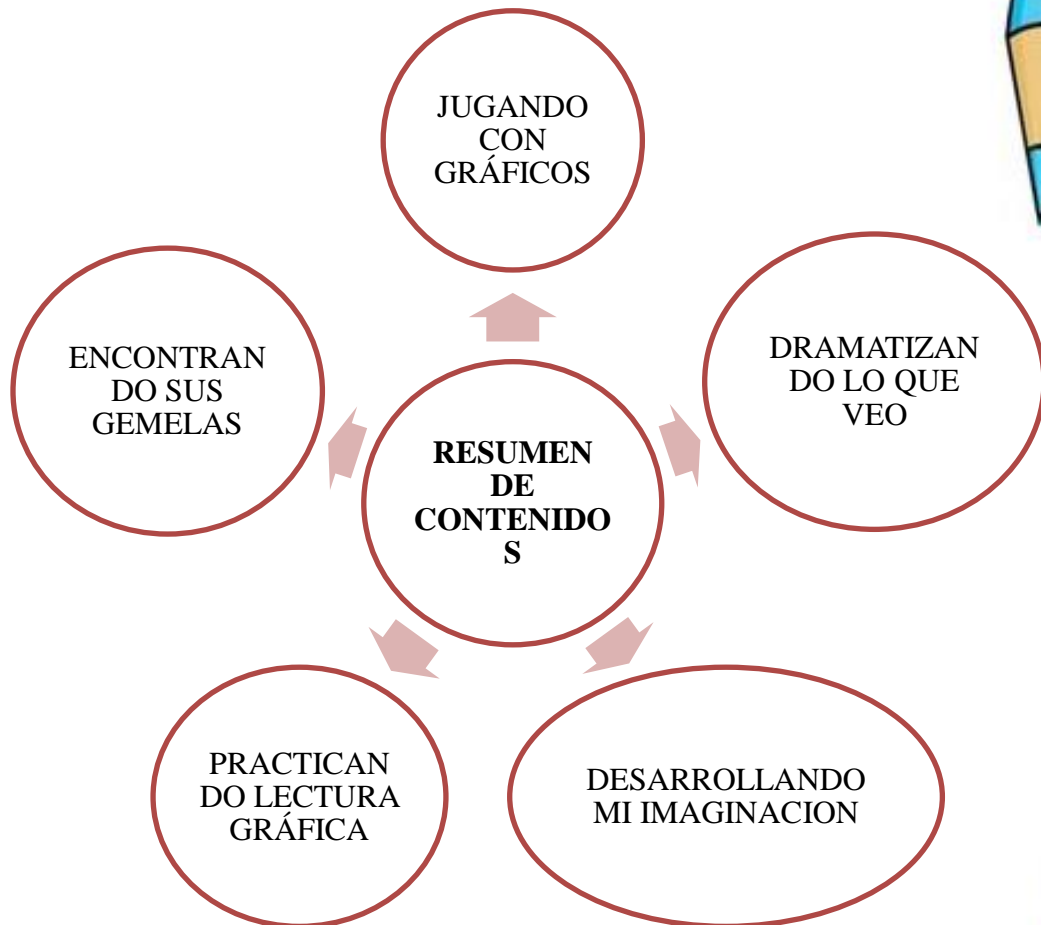 JUGANDO
CON
GRÁFICOS
ENCONTRAN
DO SUS
GEMELAS
DRAMATIZAN
DO LO QUE
VEO
RESUMEN
DE
CONTENIDO
S
PRACTICAN
DO LECTURA
GRÁFICA
DESARROLLANDO
MI IMAGINACION